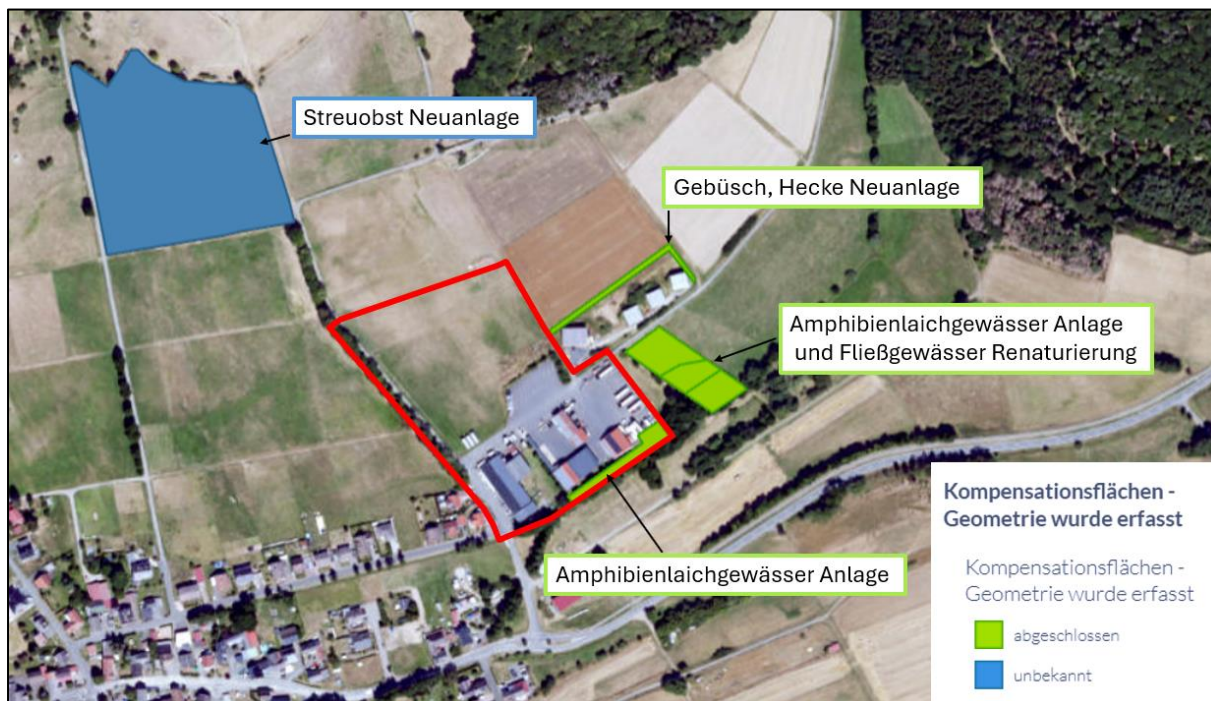 Streuobst Neuanlage
Gebüsch, Hecke Neuanlage
Amphibienlaichgewässer Anlage
und Fließgewässer Renaturierung
Amphibienlaichgewässer Anlage
Kompensationsflächen -
Geometrie wurde erfasst
Kompensationsflächen -
Geometrie wurde erfasst
abgeschlossen
unbekannt